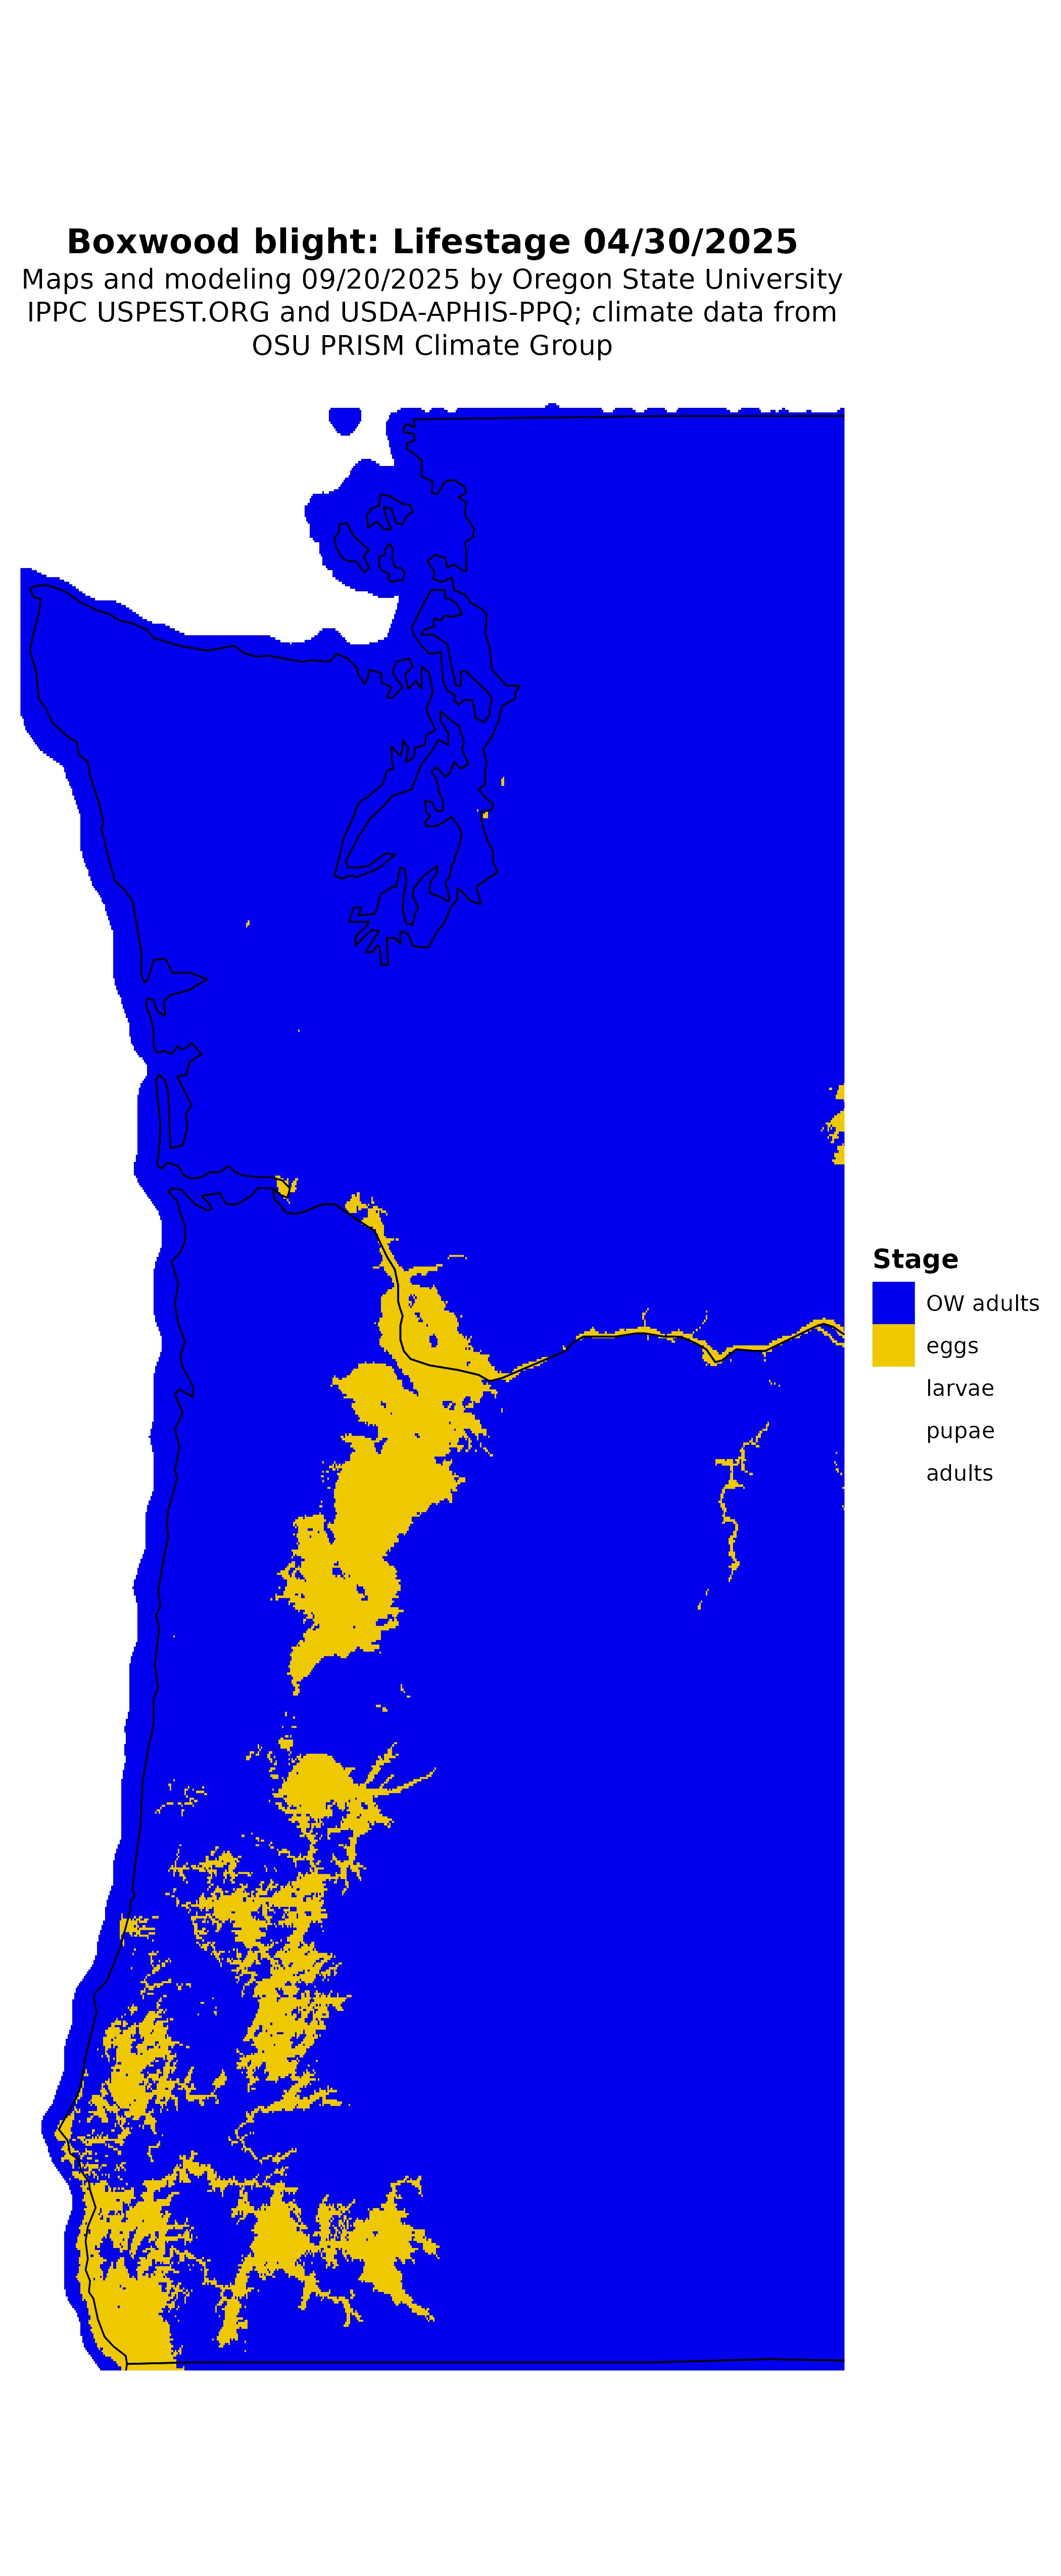 Boxwood blight: Lifestage 04/30/2025
Maps and modeling 09/20/2025 by Oregon State University
IPPC USPEST.ORG and USDA-APHIS-PPQ; climate data from
OSU PRISM Climate Group
Stage
OW adults
eggs
larvae
pupae
adults